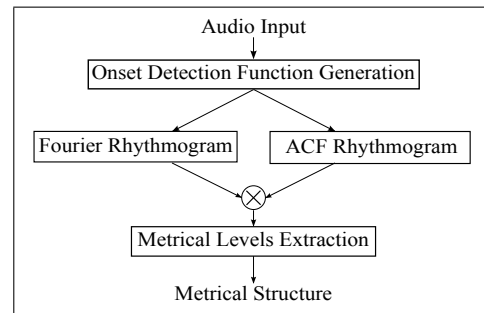 Audio Input
Onset Detection Function Generation
Fourier Rhythmogram
ACF Rhythmogram
Metrical Levels Extraction
Metrical Structure